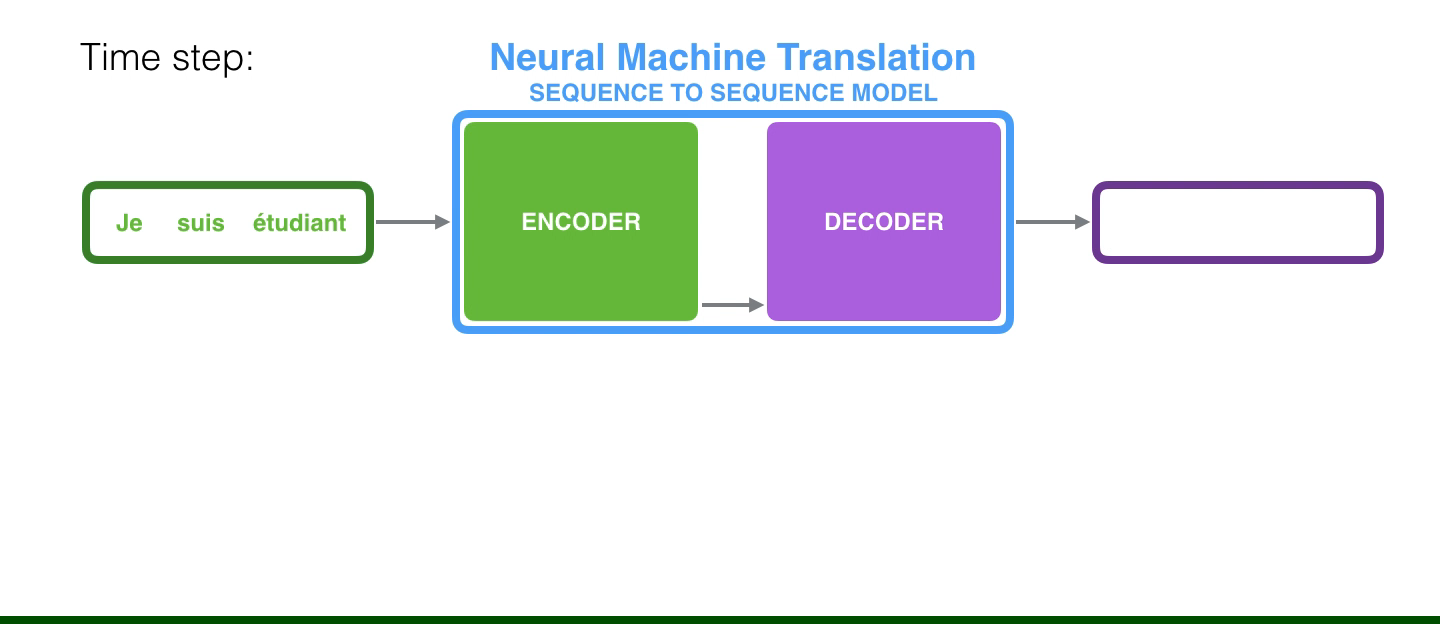 Time step:
Neural Machine Translation
SEQUENCE TO SEQUENCE MODEL
Je suis étudiant
ENCODER
DECODER